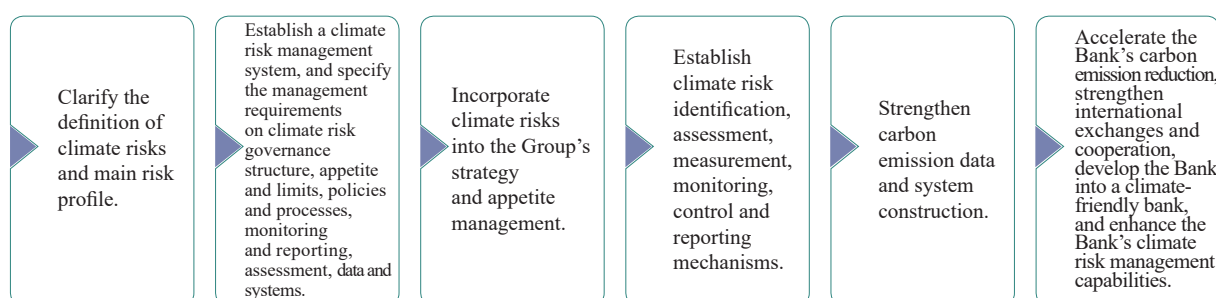 Clarify the
definition of
climate risks
and main risk
profile.
Establish a climate
risk management
system, and specify
the management
requirements
on climate risk
governance
structure, appetite
and limits, policies
and processes,
monitoring
and reporting,
assessment, data and
systems.
Incorporate
climate risks
into the Group's
strategy
and appetite
management.
Establish
climate risk
identification,
assessment,
measurement,
monitoring,
control and
reporting
mechanisms.
Strengthen
carbon
emission data
and system
construction.
Accelerate the
Bank's carbon
emission reduction,
strengthen
international
exchanges and
cooperation,
develop the Bank
into a climate-
friendly bank,
and enhance the
Bank's climate
risk management
capabilities.